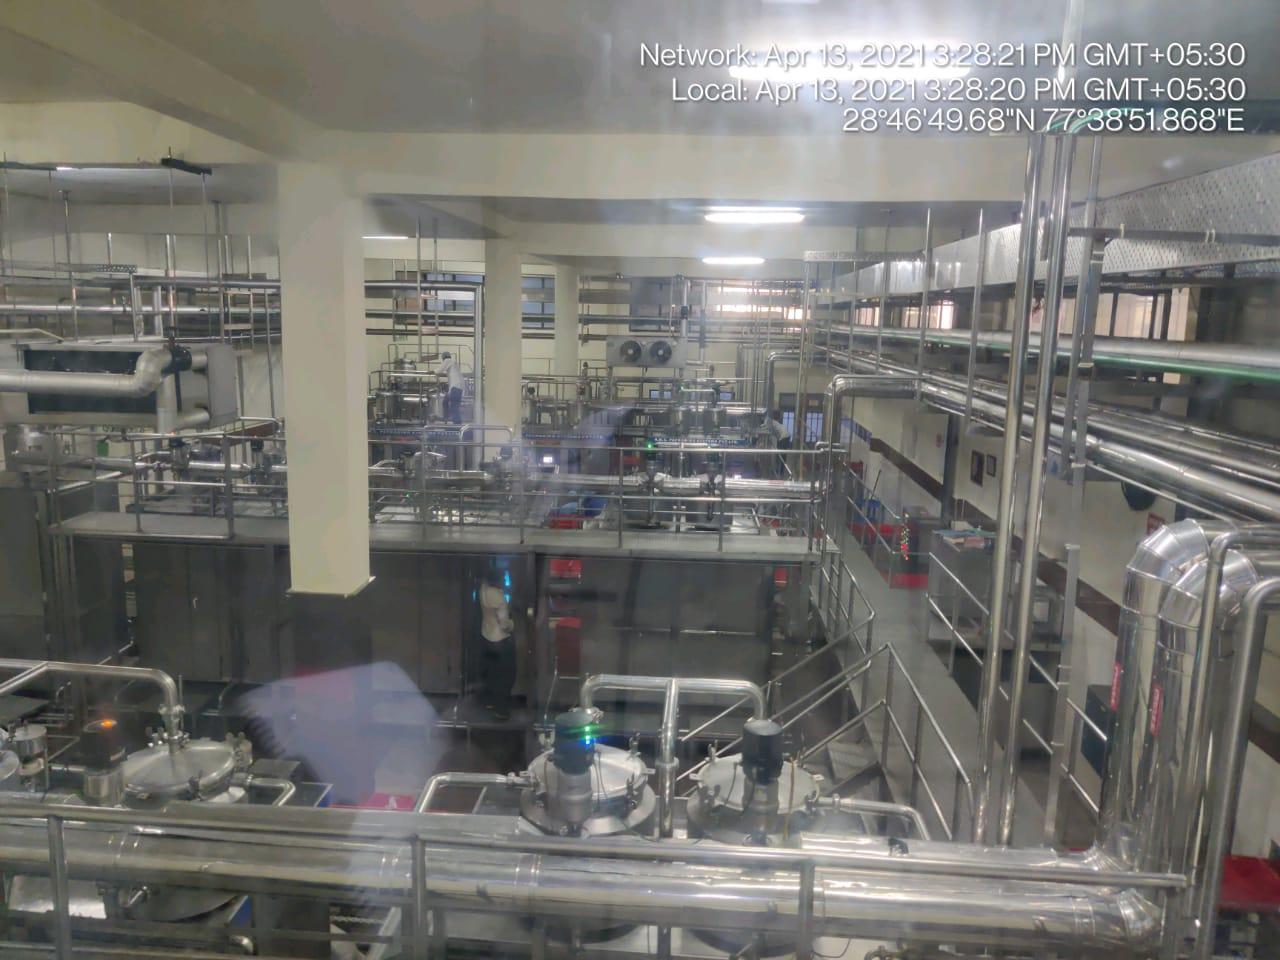 Network: Apr 13, 2021 3:28:21 PM GMT+05:30
Local: Apr 13, 2021 3:28:20 PM GMT+05:30
28°46'49.68"N 77°38'51.868"E